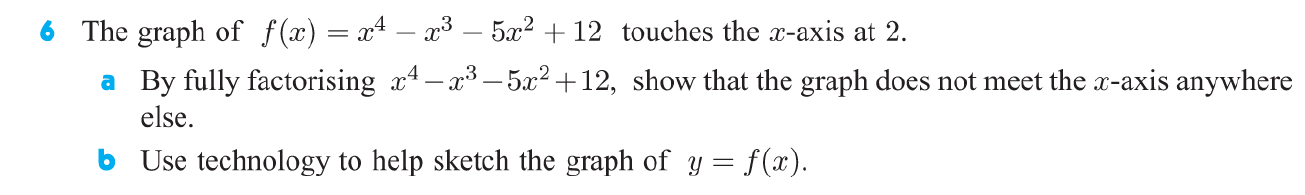 6 The graph of f(x) = x⁴ − x³ − 5x² + 12 touches the x-axis at 2.
a By fully factorising x⁴ − x³ − 5x² + 12, show that the graph does not meet the x-axis anywhere
else.
b Use technology to help sketch the graph of y = f(x).